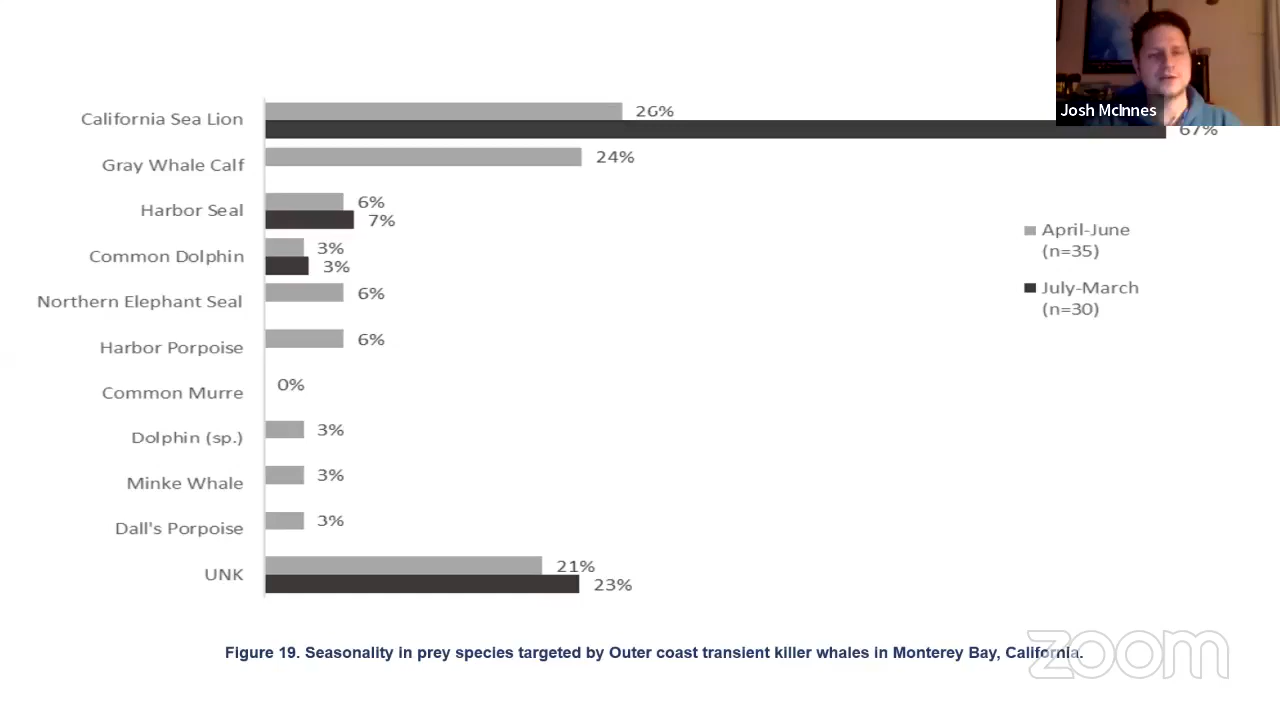 Josh McInnes
California Sea Lion
26%
67%
Gray Whale Calf
24%
Harbor Seal
6%
7%
Common Dolphin
3%
3%
Northern Elephant Seal
6%
Harbor Porpoise
6%
Common Murre
0%
Dolphin (sp.)
3%
Minke Whale
3%
Dall's Porpoise
3%
UNK
21%
23%
April-June
(n=35)
July-March
(n=30)
Figure 19. Seasonality in prey species targeted by Outer coast transient killer whales in Monterey Bay, California.
zoom